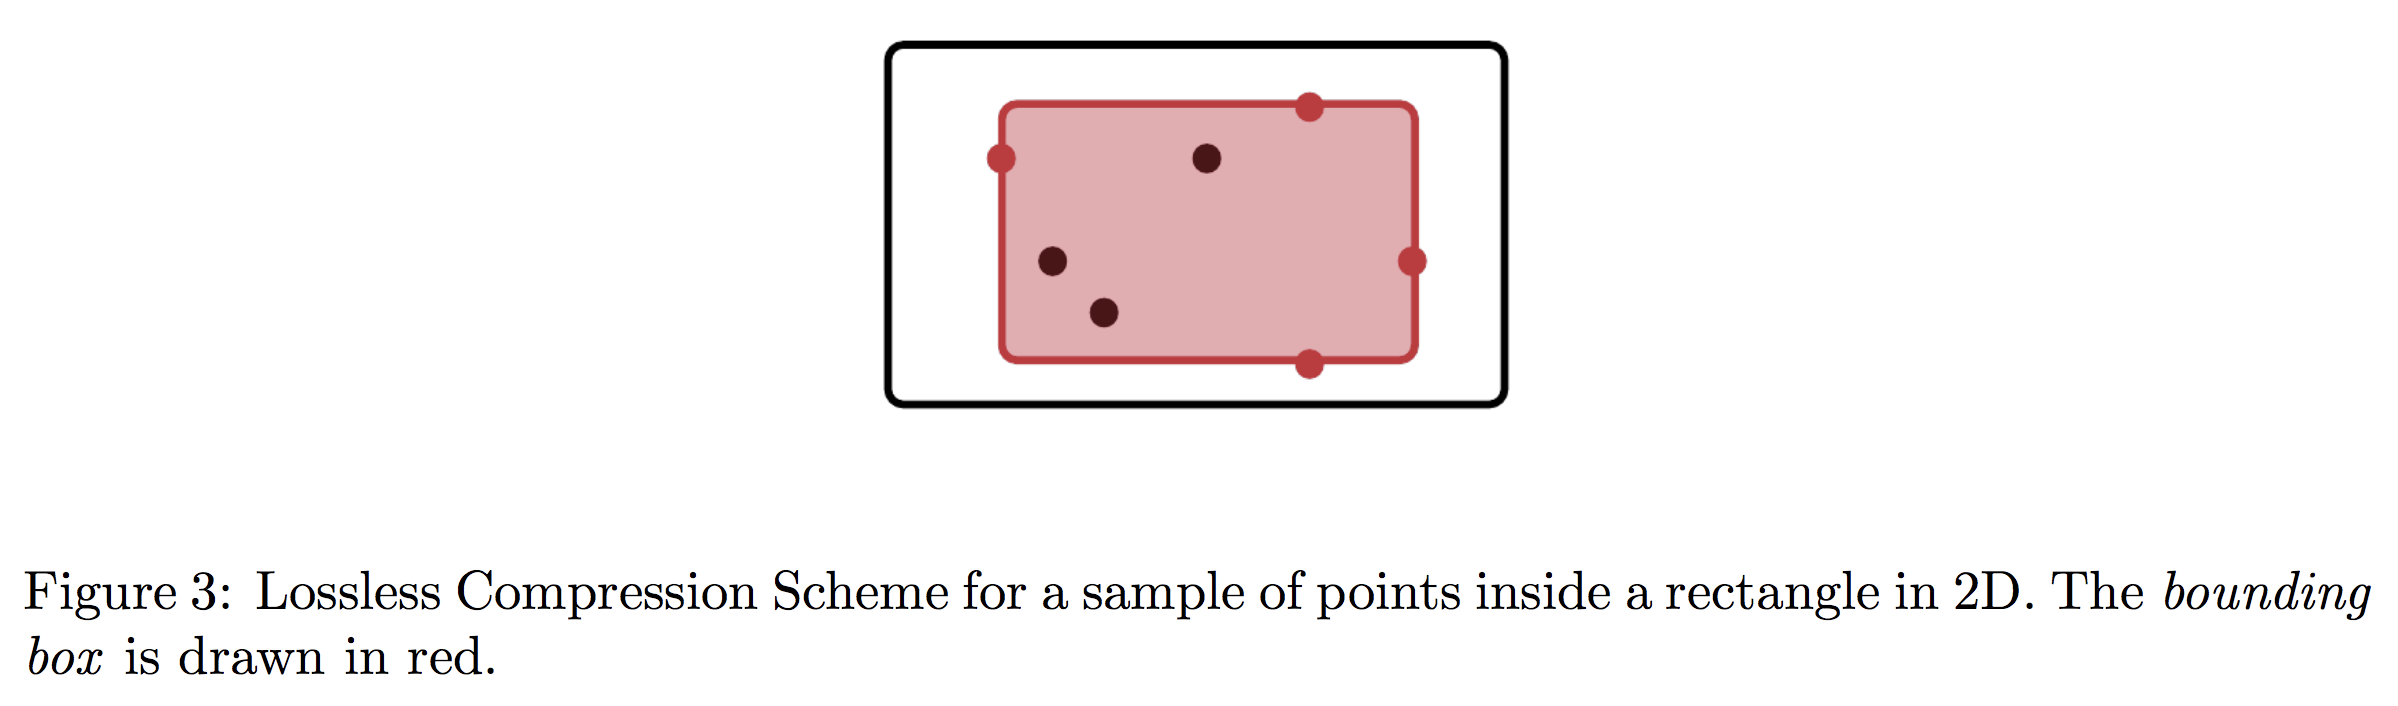 Figure 3: Lossless Compression Scheme for a sample of points inside a rectangle in 2D. The bounding
box is drawn in red.